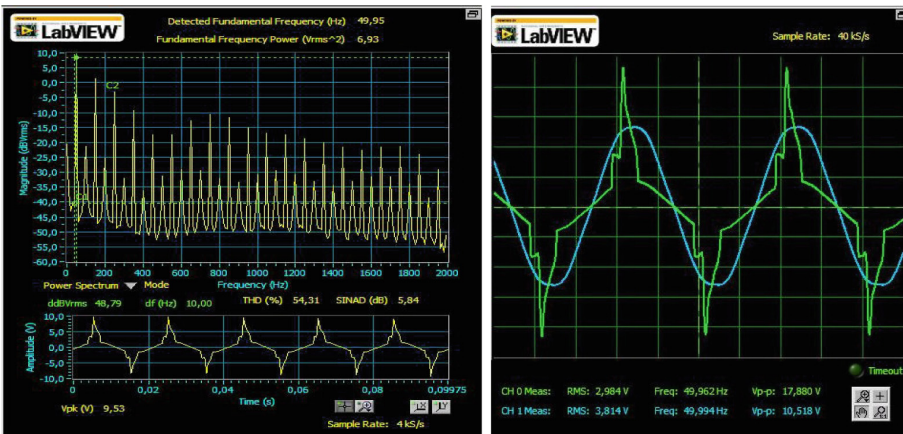 LabVIEW
Detected Fundamental Frequency (Hz) 49,95
Fundamental Frequency Power (Vrms^2) 6,93
Magnitude (dBVrms)
10,0
5,0
0,0
-5,0
-10,0
-15,0
-20,0
-25,0
-30,0
-35,0
-40,0
-45,0
-50,0
-55,0
-60,0
C2
0 200 400 600 800 1000 1200 1400 1600 1800 2000
Power Spectrum Mode Frequency (Hz)
ddBVrms 48,79 df (Hz) 10,00 THD (%) 54,31 SINAD (dB) 5,84
Amplitude (V)
10,0
5,0
0,0
-5,0
-10,0
0 0,02 0,04 0,06 0,08 0,09975
Time (s)
Vpk (V) 9,53
Sample Rate: 4kS/s
LabVIEW
Sample Rate: 40 kS/s
Timeout
CH 0 Meas: RMS: 2,984 V Freq: 49,962 Hz Vp-p: 17,880 V
CH 1 Meas: RMS: 3,814 V Freq: 49,994 Hz Vp-p: 10,518 V